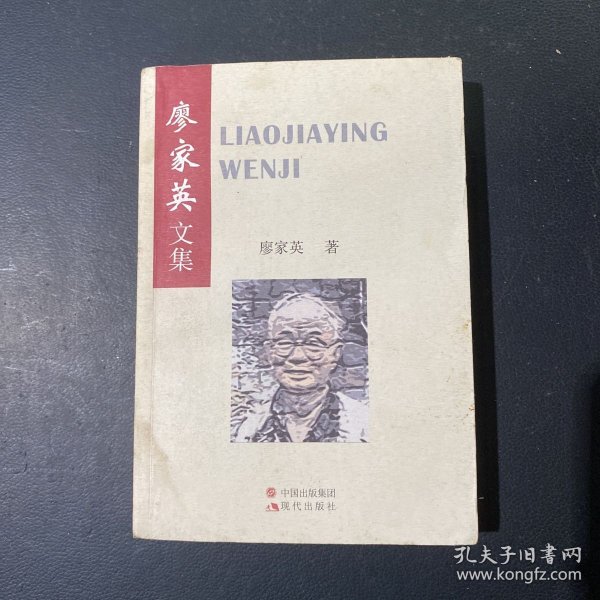 廖家英文集
LIAOJIAYING
WENJI
廖家英 著
中国出版集团
现代出版社
孔夫子旧書网
www.kongfz.com